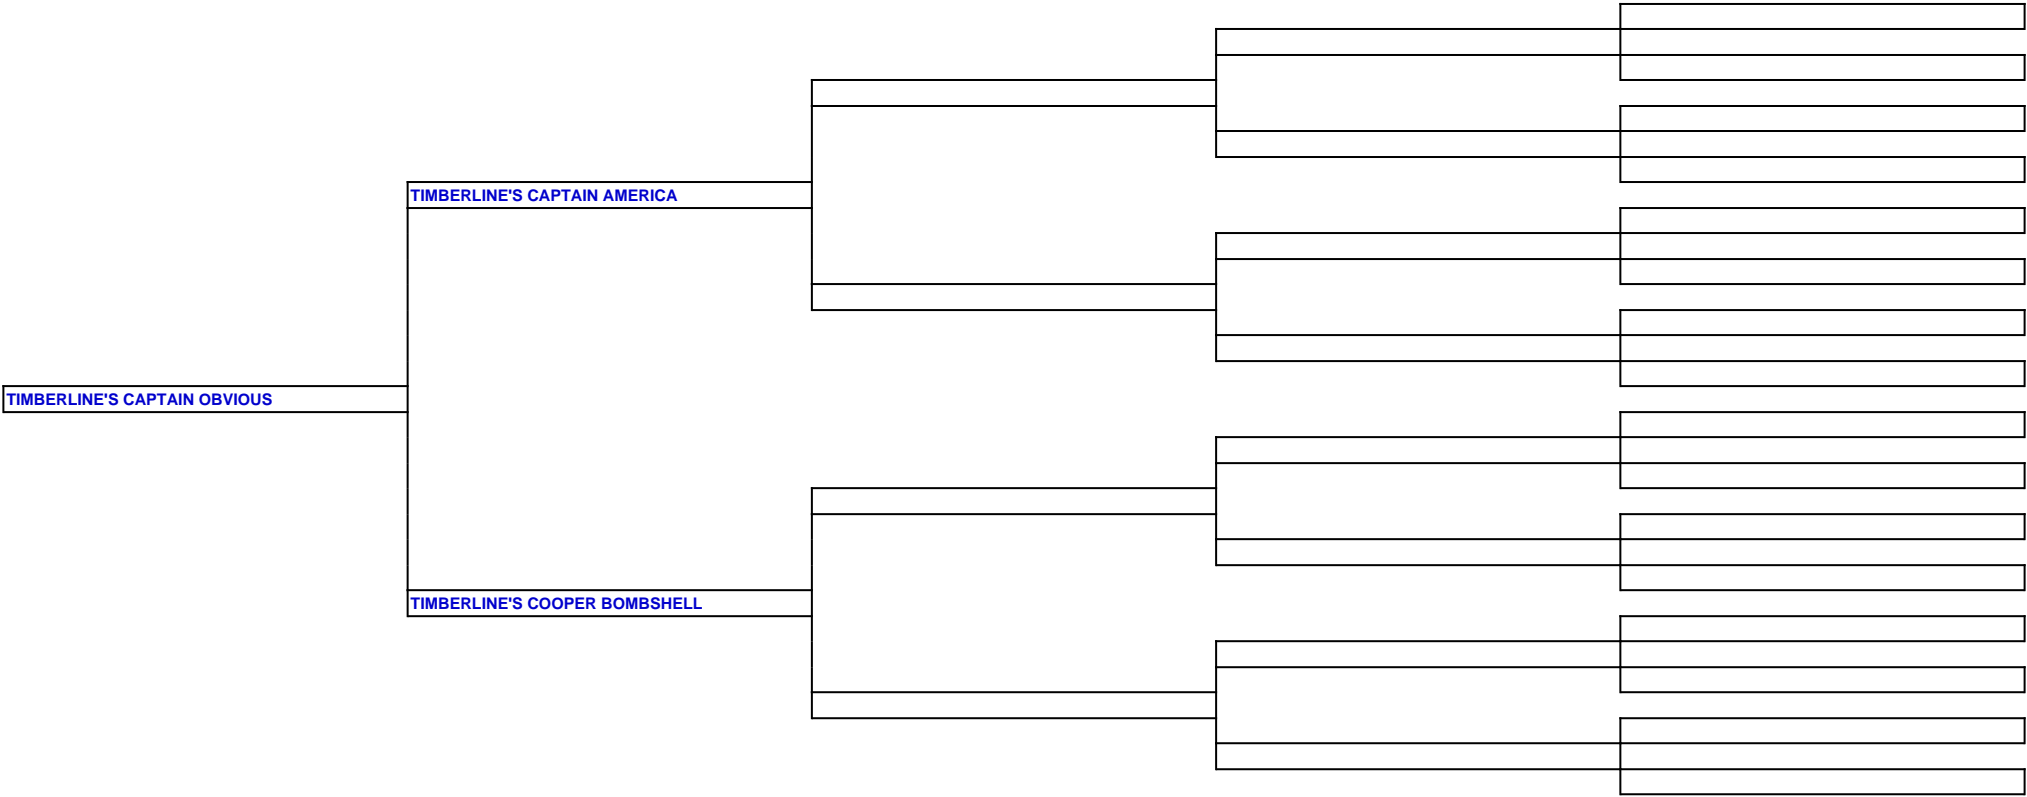 TIMBERLINE'S CAPTAIN AMERICA
TIMBERLINE'S CAPTAIN OBVIOUS
TIMBERLINE'S COOPER BOMBSHELL